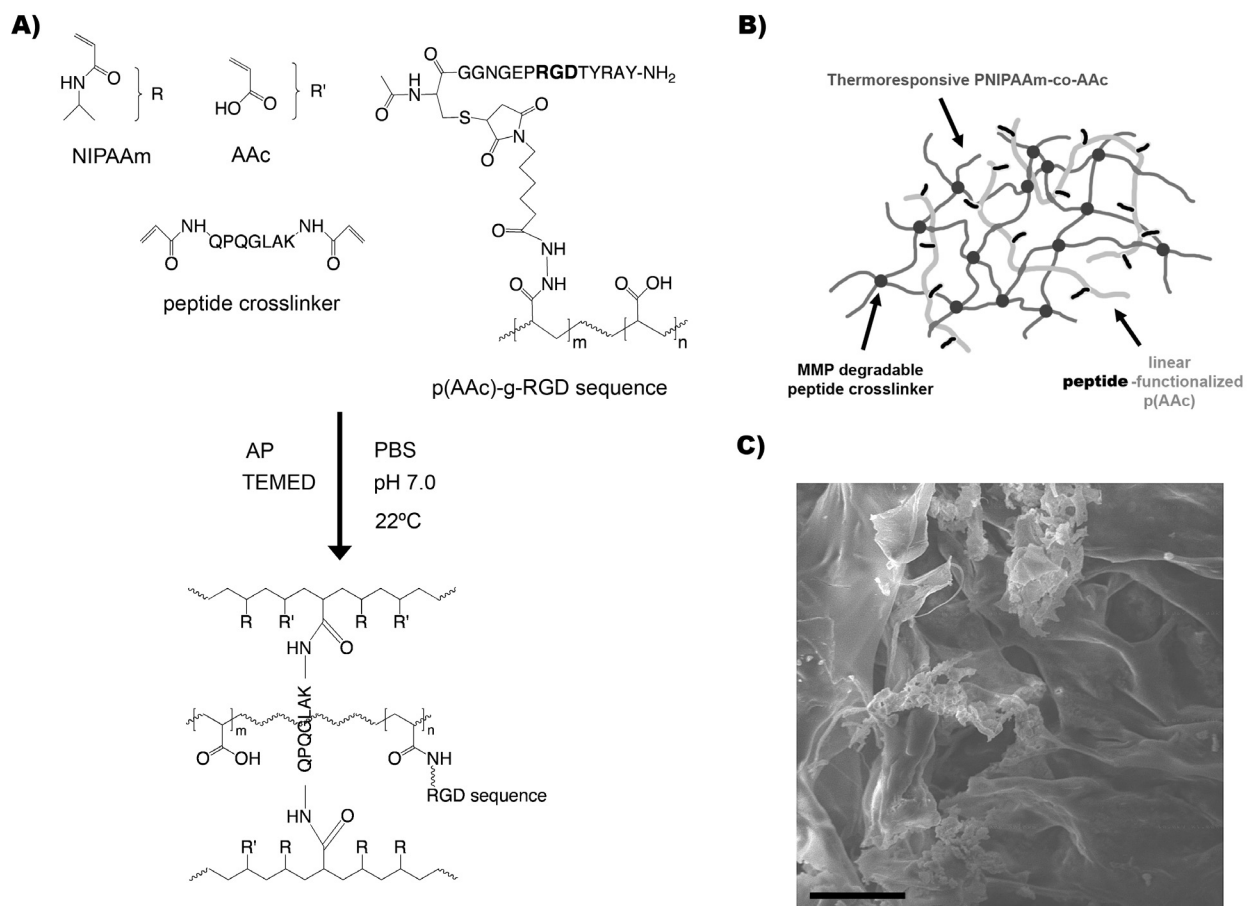 A)
O
GGNGEPRGDTYRAY-NH2
HN
O
R
NIPAAm
HO
O
R'
AAc
O
HN
S
O
N
O
NH
QPQGLAK
NH
O
O
peptide crosslinker
O
NH
NH
O
O
OH
m
n
p(AAc)-g-RGD sequence
AP
TEMED
PBS
pH 7.0
22ºC
R
R'
R
R'
HN
O
QPQGLAK
m
n
O
OH
O
NH
RGD sequence
HN
O
R'
R
R
R
B)
Thermoresponsive PNIPAAm-co-AAc
MMP degradable
peptide crosslinker
linear
peptide -functionalized
p(AAc)
C)